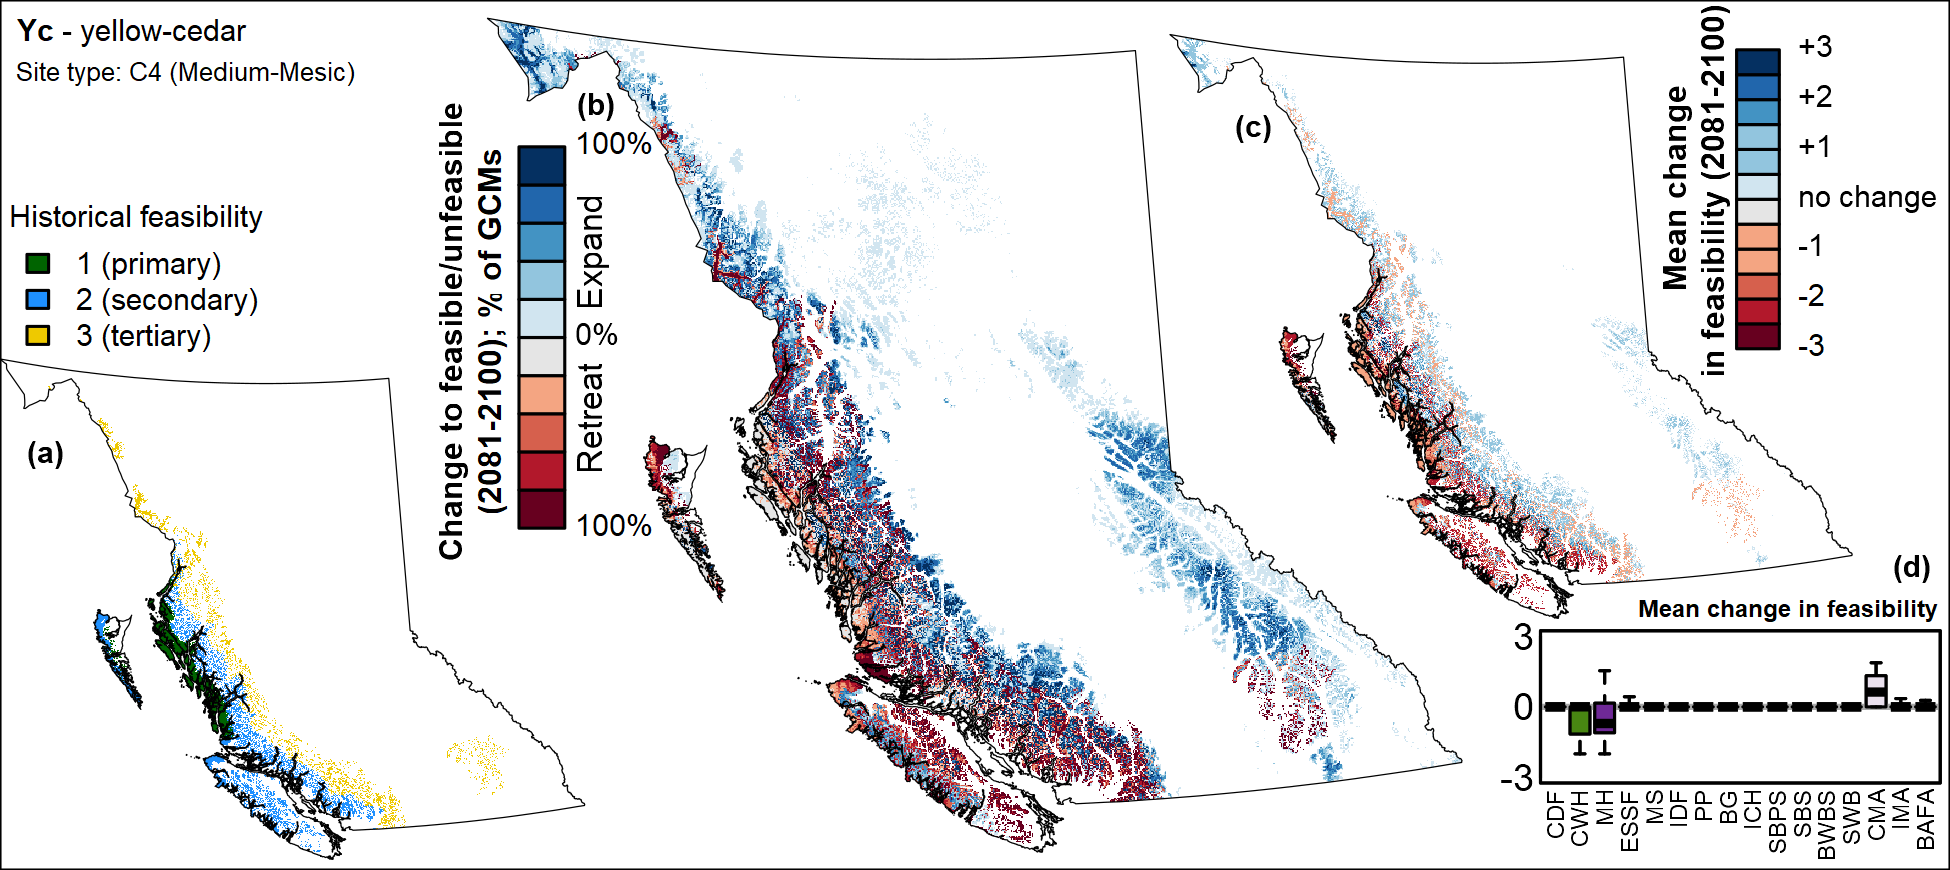 Yc - yellow-cedar
Site type: C4 (Medium-Mesic)
Historical feasibility
1 (primary)
2 (secondary)
3 (tertiary)
(a)
(b)
Change to feasible/unfeasible
(2081-2100); % of GCMs
100%
Expand
0%
Retreat
100%
(c)
Mean change
in feasibility (2081-2100)
+3
+2
+1
no change
-1
-2
-3
(d)
Mean change in feasibility
3
0
-3
CDF
CWH
MH
ESSF
MS
IDF
PP
BG
ICH
SBPS
SBS
BWBS
SWB
CMA
IMA
BAFA